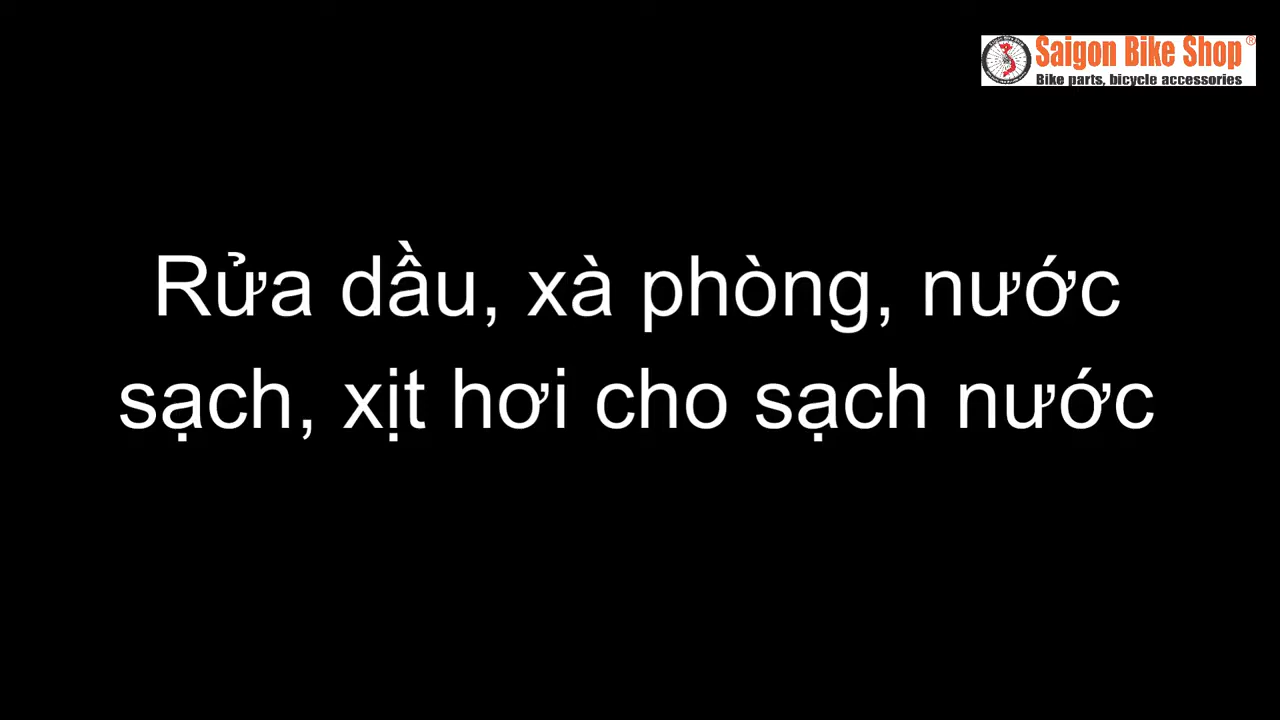 Saigon Bike Shop®
Bike parts, bicycle accessories
Rửa dầu, xà phòng, nước
sạch, xịt hơi cho sạch nước